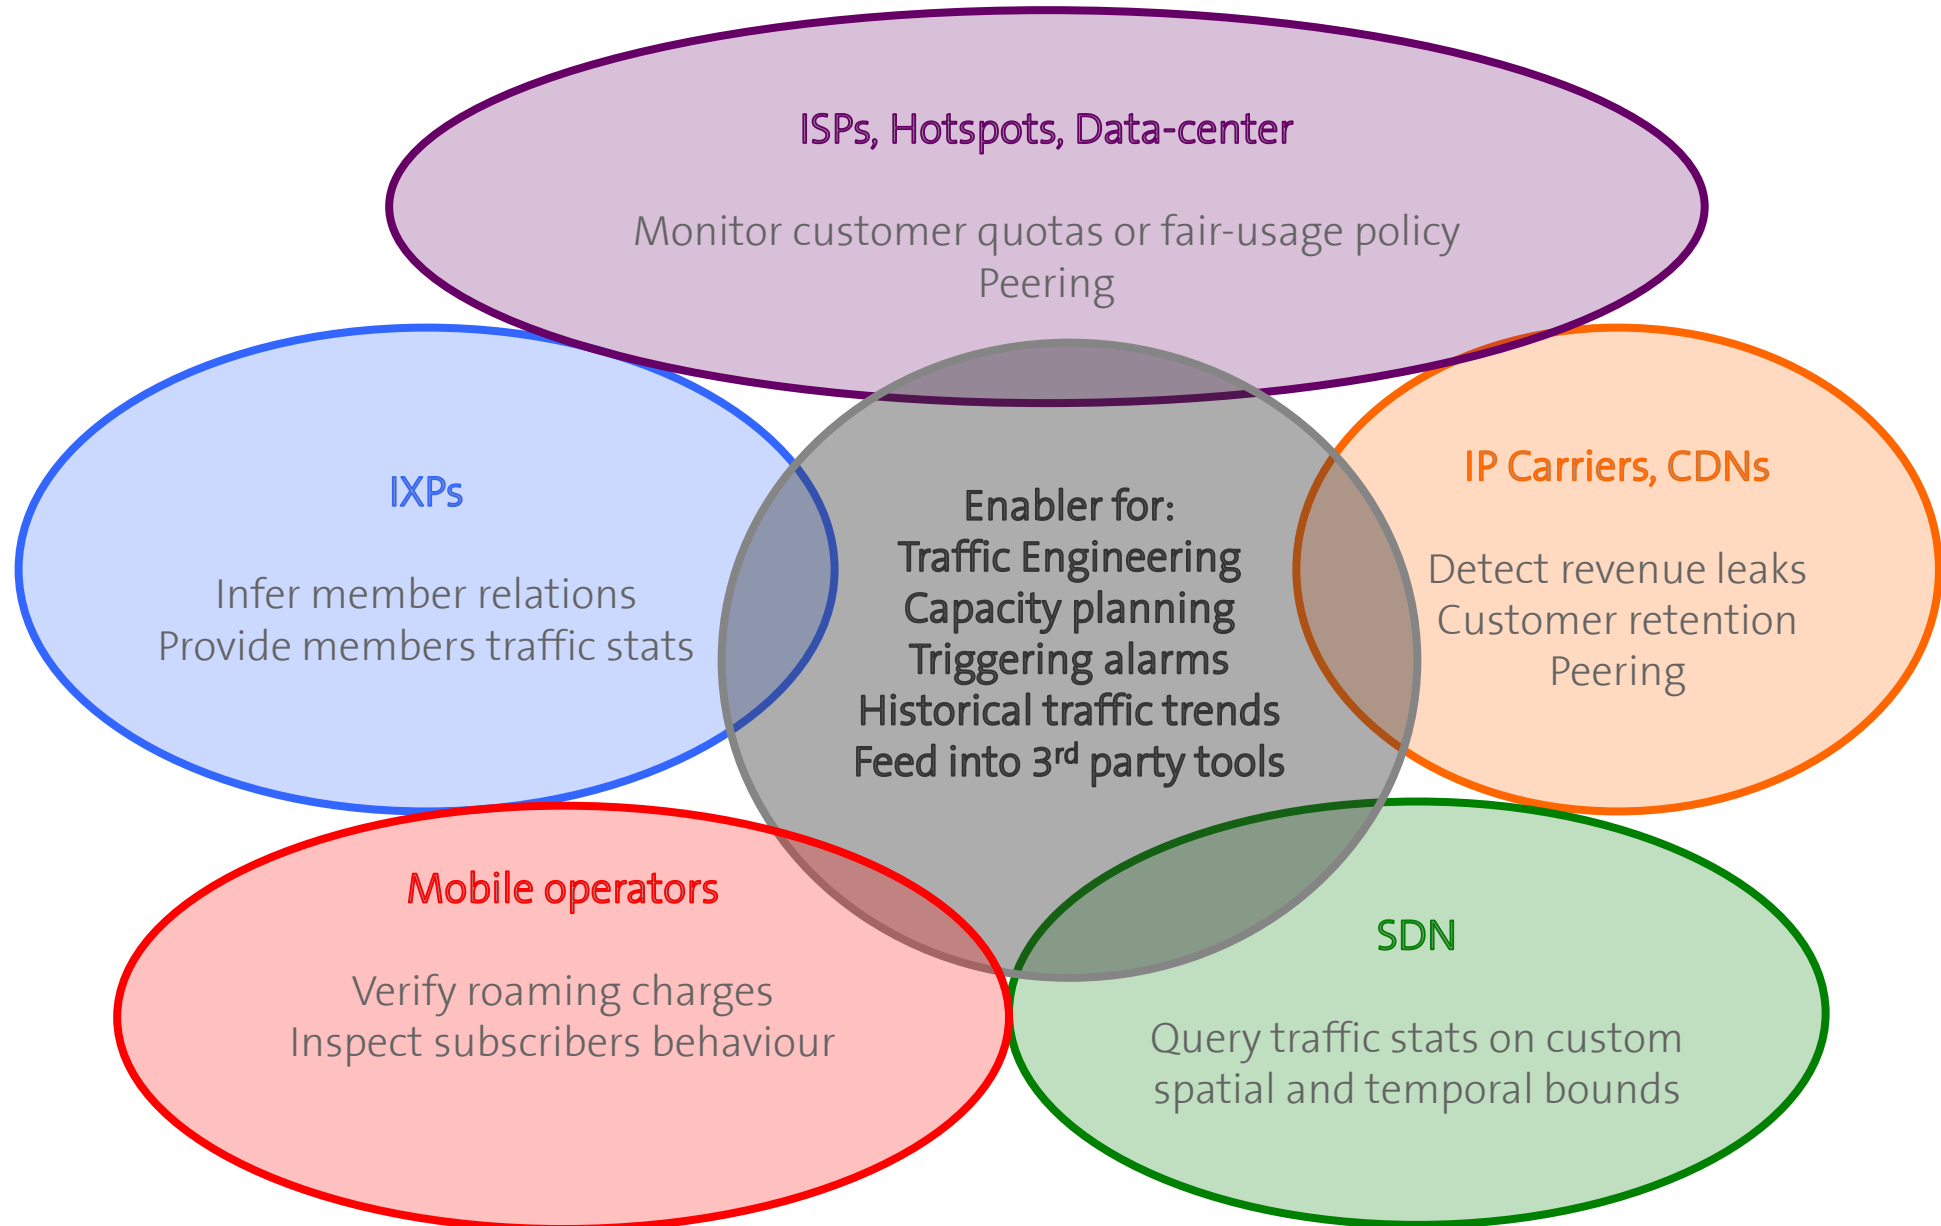 ISPs, Hotspots, Data-center
Monitor customer quotas or fair-usage policy
Peering
IXPs
Infer member relations
Provide members traffic stats
Enabler for:
Traffic Engineering
Capacity planning
Triggering alarms
Historical traffic trends
Feed into 3rd party tools
IP Carriers, CDNs
Detect revenue leaks
Customer retention
Peering
Mobile operators
Verify roaming charges
Inspect subscribers behaviour
SDN
Query traffic stats on custom
spatial and temporal bounds